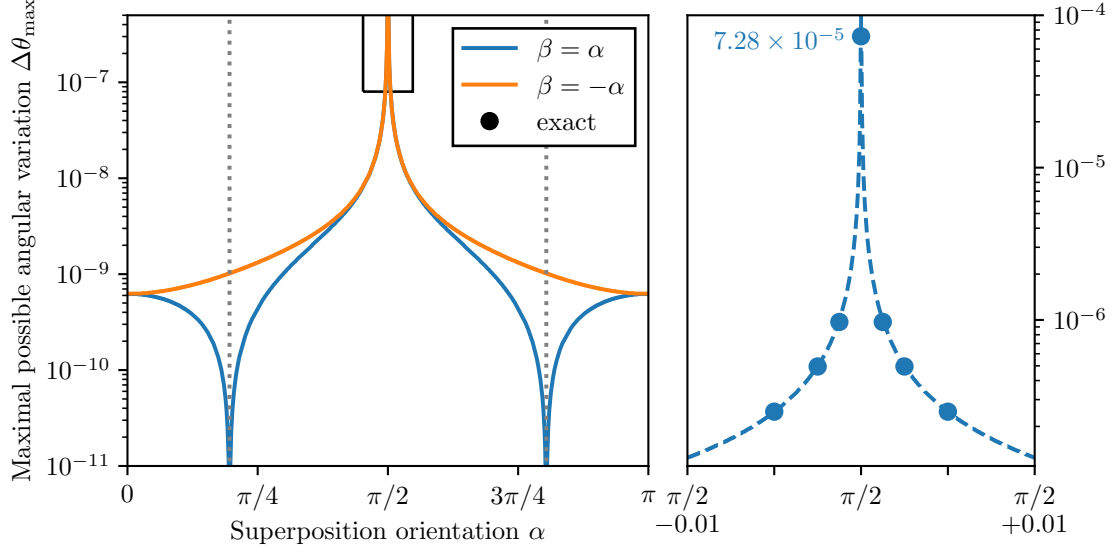 Maximal possible angular variation Δθmax
10⁻⁷
10⁻⁸
10⁻⁹
10⁻¹⁰
10⁻¹¹
β = α
β = −α
exact
0
π/4
π/2
3π/4
π
Superposition orientation α
7.28 × 10⁻⁵
10⁻⁴
10⁻⁵
10⁻⁶
π/2
−0.01
π/2
π/2
+0.01